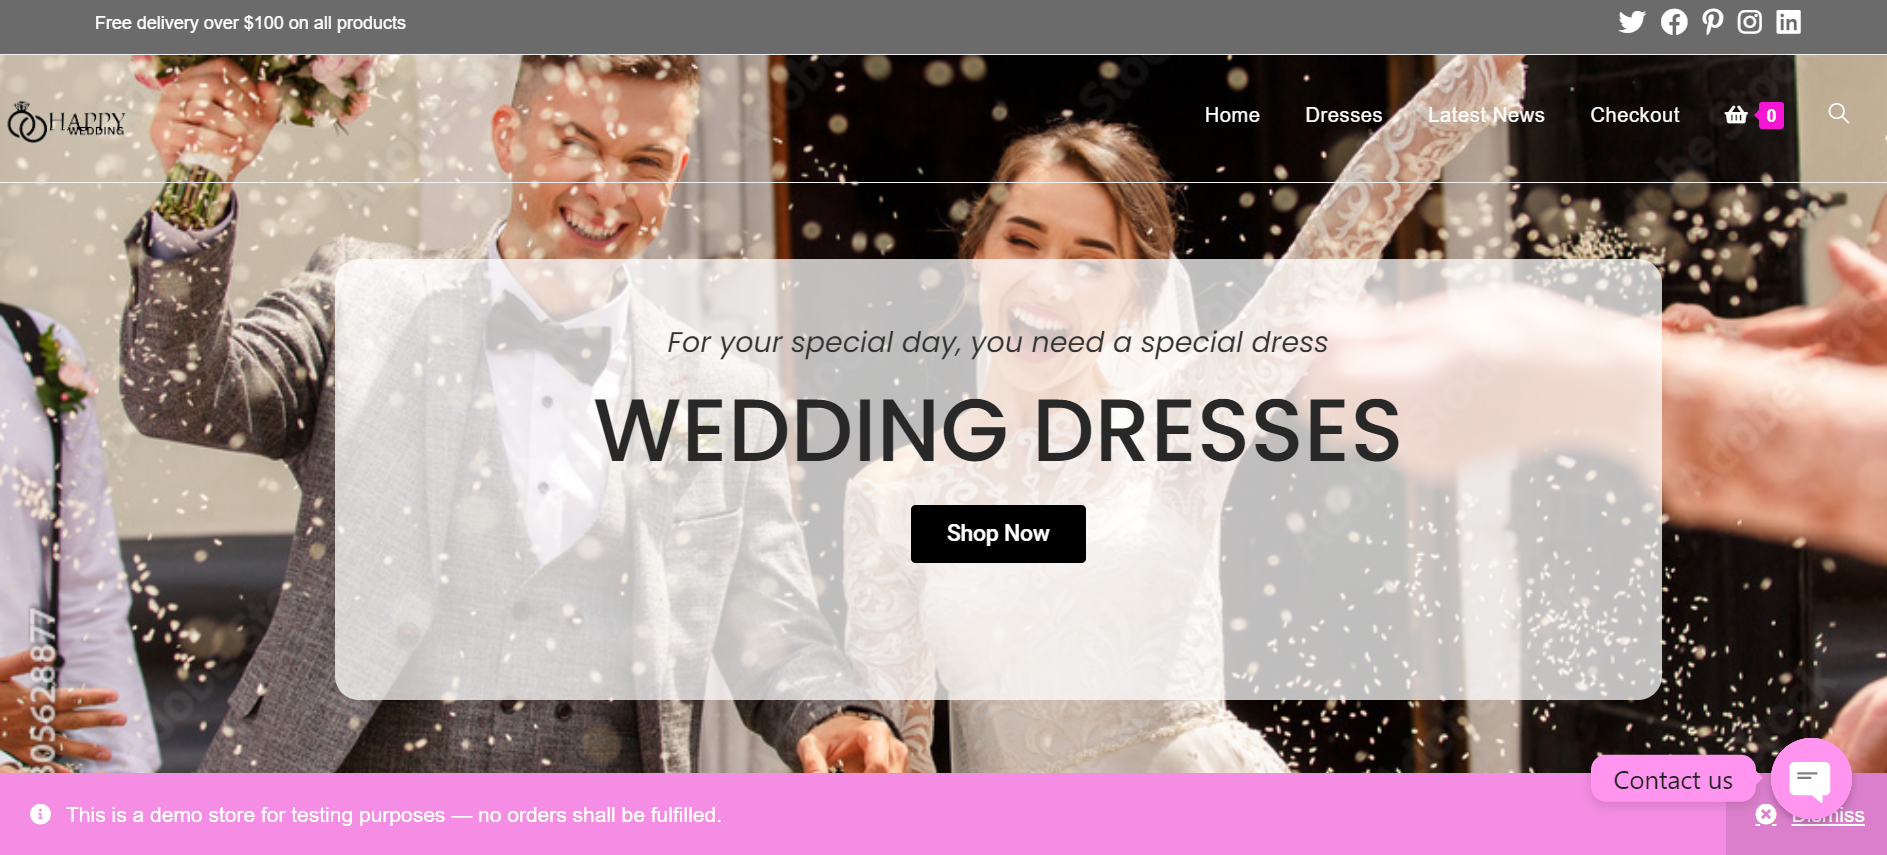 Free delivery over $100 on all products
HAPPY
WEDDING
Home
Dresses
Latest News
Checkout
0
For your special day, you need a special dress
WEDDING DRESSES
Shop Now
Contact us
This is a demo store for testing purposes — no orders shall be fulfilled.
Dismiss